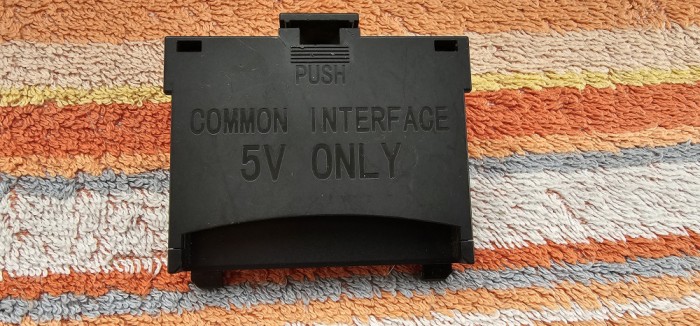 PUSH
COMMON INTERFACE
5V ONLY